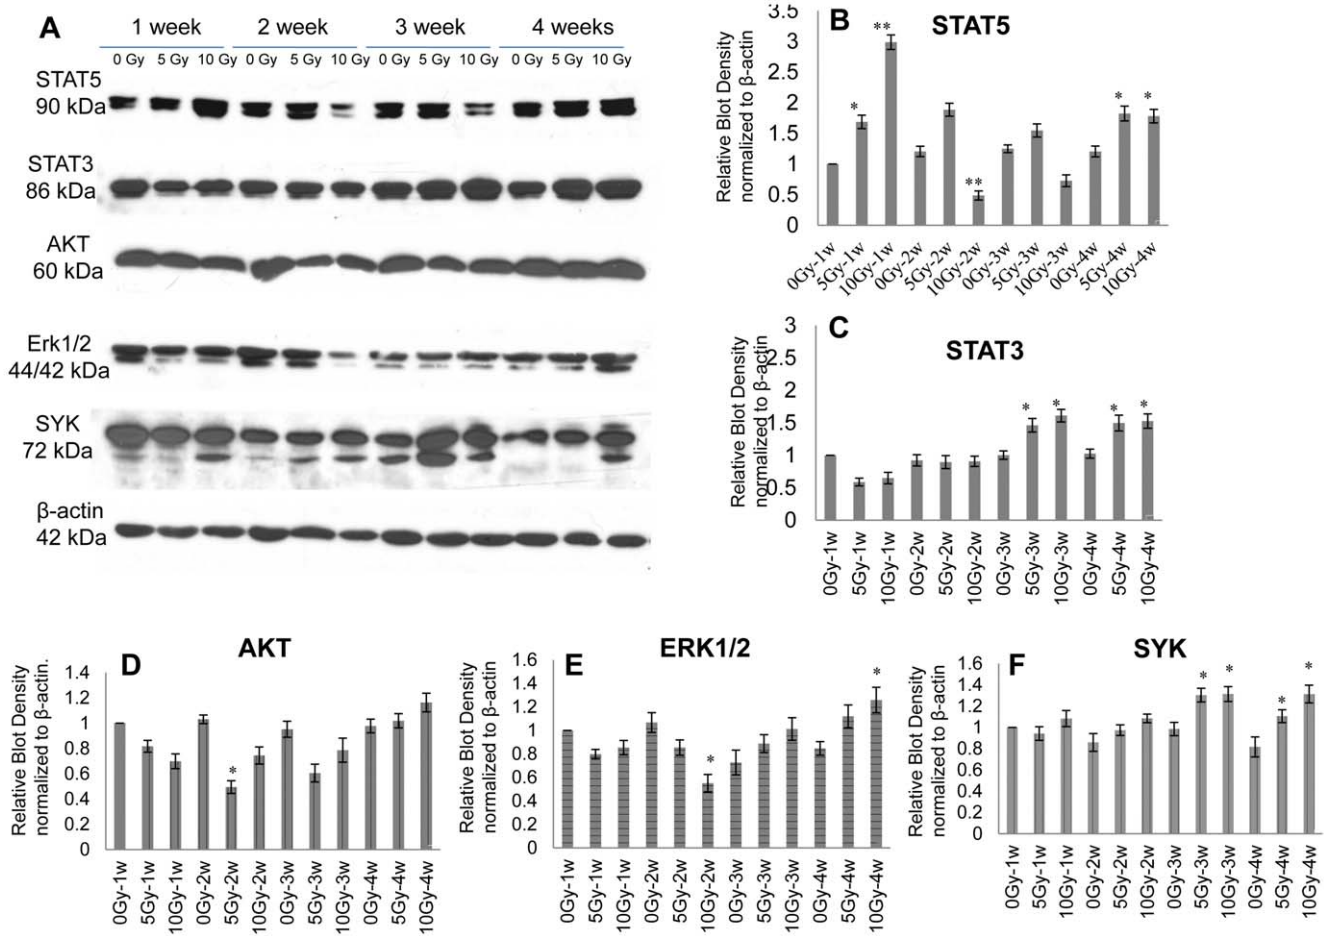 A
1 week 2 week 3 week 4 weeks
0 Gy 5 Gy 10 Gy 0 Gy 5 Gy 10 Gy 0 Gy 5 Gy 10 Gy 0 Gy 5 Gy 10 Gy
STAT5
90 kDa
STAT3
86 kDa
AKT
60 kDa
Erk1/2
44/42 kDa
SYK
72 kDa
β-actin
42 kDa
B STAT5
Relative Blot Density
normalized to β-actin
3.5
3
2.5
2
1.5
1
0.5
0
** * ** * *
0Gy-1w 5Gy-1w 10Gy-1w 0Gy-2w 5Gy-2w 10Gy-2w 0Gy-3w 5Gy-3w 10Gy-3w 0Gy-4w 5Gy-4w 10Gy-4w
C STAT3
Relative Blot Density
normalized to β-actin
3
2.5
2
1.5
1
0.5
0
* * * *
0Gy-1w 5Gy-1w 10Gy-1w 0Gy-2w 5Gy-2w 10Gy-2w 0Gy-3w 5Gy-3w 10Gy-3w 0Gy-4w 5Gy-4w 10Gy-4w
D AKT
Relative Blot Density
normalized to β-actin.
1.4
1.2
1
0.8
0.6
0.4
0.2
0
*
0Gy-1w 5Gy-1w 10Gy-1w 0Gy-2w 5Gy-2w 10Gy-2w 0Gy-3w 5Gy-3w 10Gy-3w 0Gy-4w 5Gy-4w 10Gy-4w
E ERK1/2
Relative Blot Density
normalized to β-actin
1.6
1.4
1.2
1
0.8
0.6
0.4
0.2
0
* *
0Gy-1w 5Gy-1w 10Gy-1w 0Gy-2w 5Gy-2w 10Gy-2w 0Gy-3w 5Gy-3w 10Gy-3w 0Gy-4w 5Gy-4w 10Gy-4w
F SYK
Relative Blot Density
normalized to β-actin
1.6
1.4
1.2
1
0.8
0.6
0.4
0.2
0
* * * *
0Gy-1w 5Gy-1w 10Gy-1w 0Gy-2w 5Gy-2w 10Gy-2w 0Gy-3w 5Gy-3w 10Gy-3w 0Gy-4w 5Gy-4w 10Gy-4w